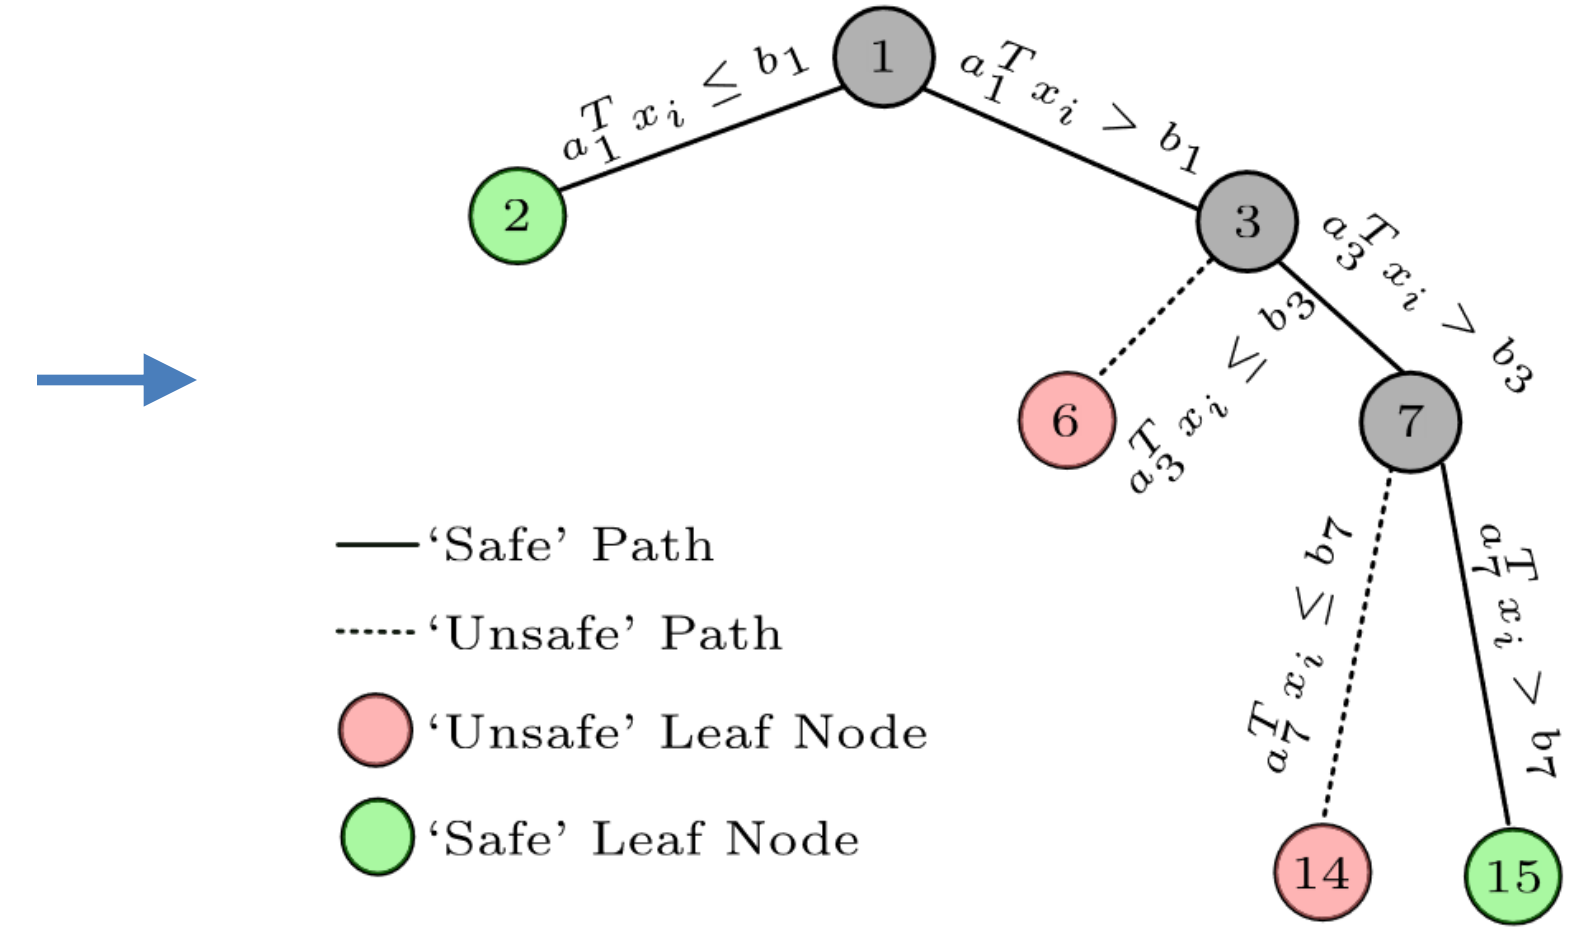 1
a_1^T x_i ≤ b_1
a_1^T x_i > b_1
2
3
a_3^T x_i ≤ b_3
a_3^T x_i > b_3
6
7
a_7^T x_i ≤ b_7
a_7^T x_i > b_7
14
15
‘Safe’ Path
‘Unsafe’ Path
‘Unsafe’ Leaf Node
‘Safe’ Leaf Node